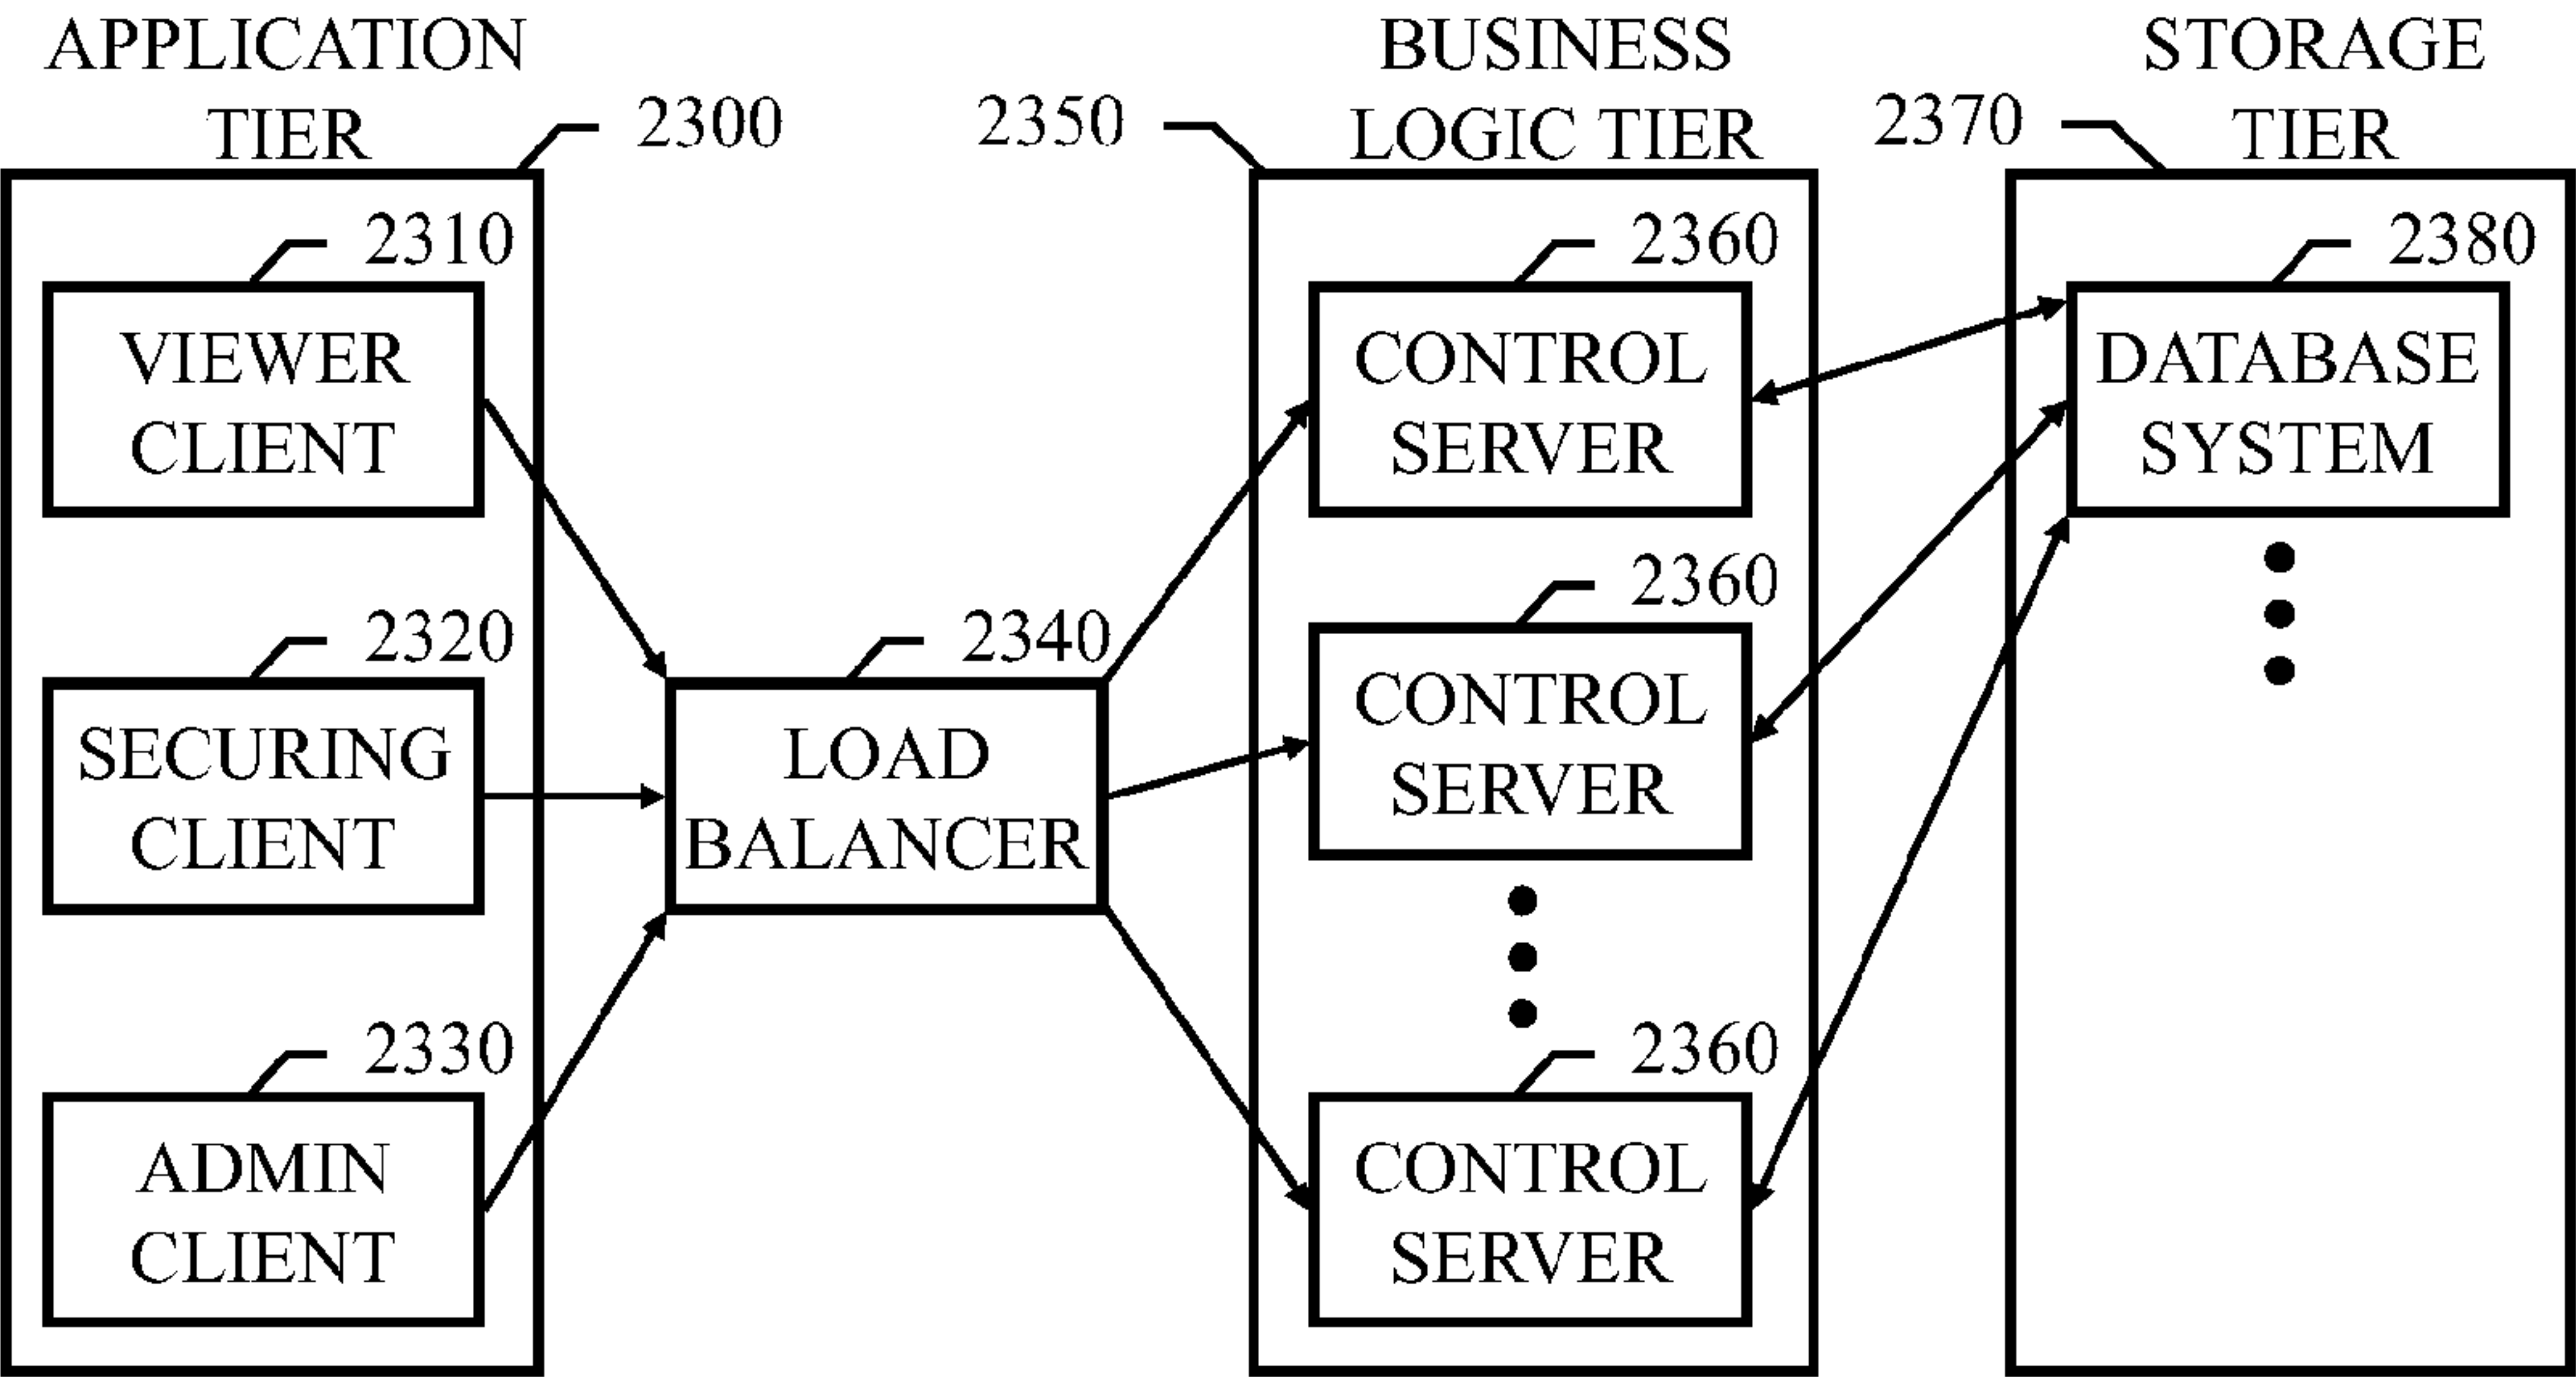 APPLICATION
TIER
2300
2310
VIEWER
CLIENT
2320
SECURING
CLIENT
2330
ADMIN
CLIENT
2340
LOAD
BALANCER
BUSINESS
LOGIC TIER
2350
2360
CONTROL
SERVER
2360
CONTROL
SERVER
2360
CONTROL
SERVER
STORAGE
TIER
2370
2380
DATABASE
SYSTEM